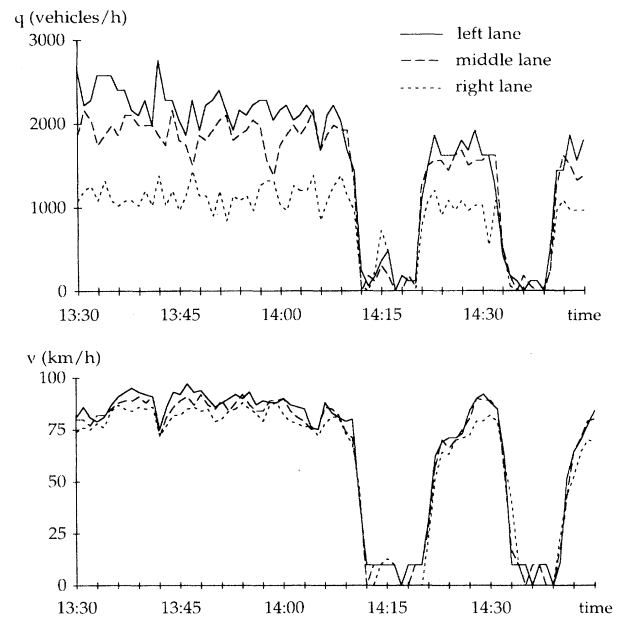 q (vehicles/h)
left lane
middle lane
right lane
3000
2000
1000
0
13:30 13:45 14:00 14:15 14:30 time
v (km/h)
100
75
50
25
0
13:30 13:45 14:00 14:15 14:30 time